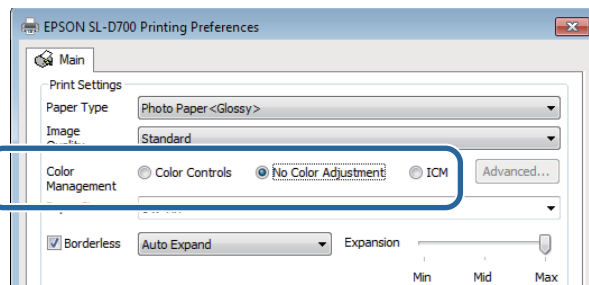 EPSON SL-D700 Printing Preferences
Main
Print Settings
Paper Type Photo Paper<Glossy>
Image
Standard
Color
Management Color Controls No Color Adjustment ICM Advanced...
Borderless Auto Expand Expansion
Min Mid Max